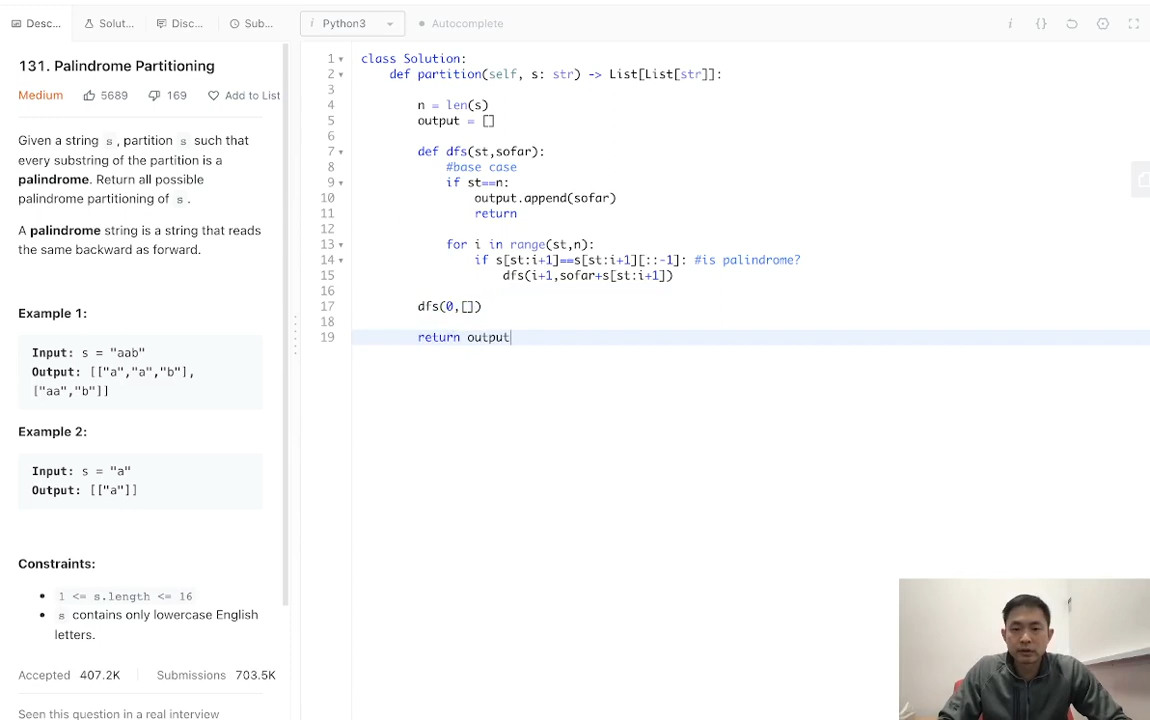 Desc...
Solut...
Disc...
Sub...
i Python3
Autocomplete
i {}
131. Palindrome Partitioning
Medium 5689 169 Add to List
Given a string s, partition s such that
every substring of the partition is a
palindrome. Return all possible
palindrome partitioning of s.
A palindrome string is a string that reads
the same backward as forward.
Example 1:
Input: s = "aab"
Output: [["a","a","b"],
["aa","b"]]
Example 2:
Input: s = "a"
Output: [["a"]]
Constraints:
• 1 <= s.length <= 16
• s contains only lowercase English
letters.
Accepted 407.2K Submissions 703.5K
Seen this question in a real interview
1 class Solution:
2 def partition(self, s: str) -> List[List[str]]:
3
4 n = len(s)
5 output = []
6
7 def dfs(st,sofar):
8 #base case
9 if st==n:
10 output.append(sofar)
11 return
12
13 for i in range(st,n):
14 if s[st:i+1]==s[st:i+1][::-1]: #is palindrome?
15 dfs(i+1,sofar+s[st:i+1])
16
17 dfs(0,[])
18
19 return output